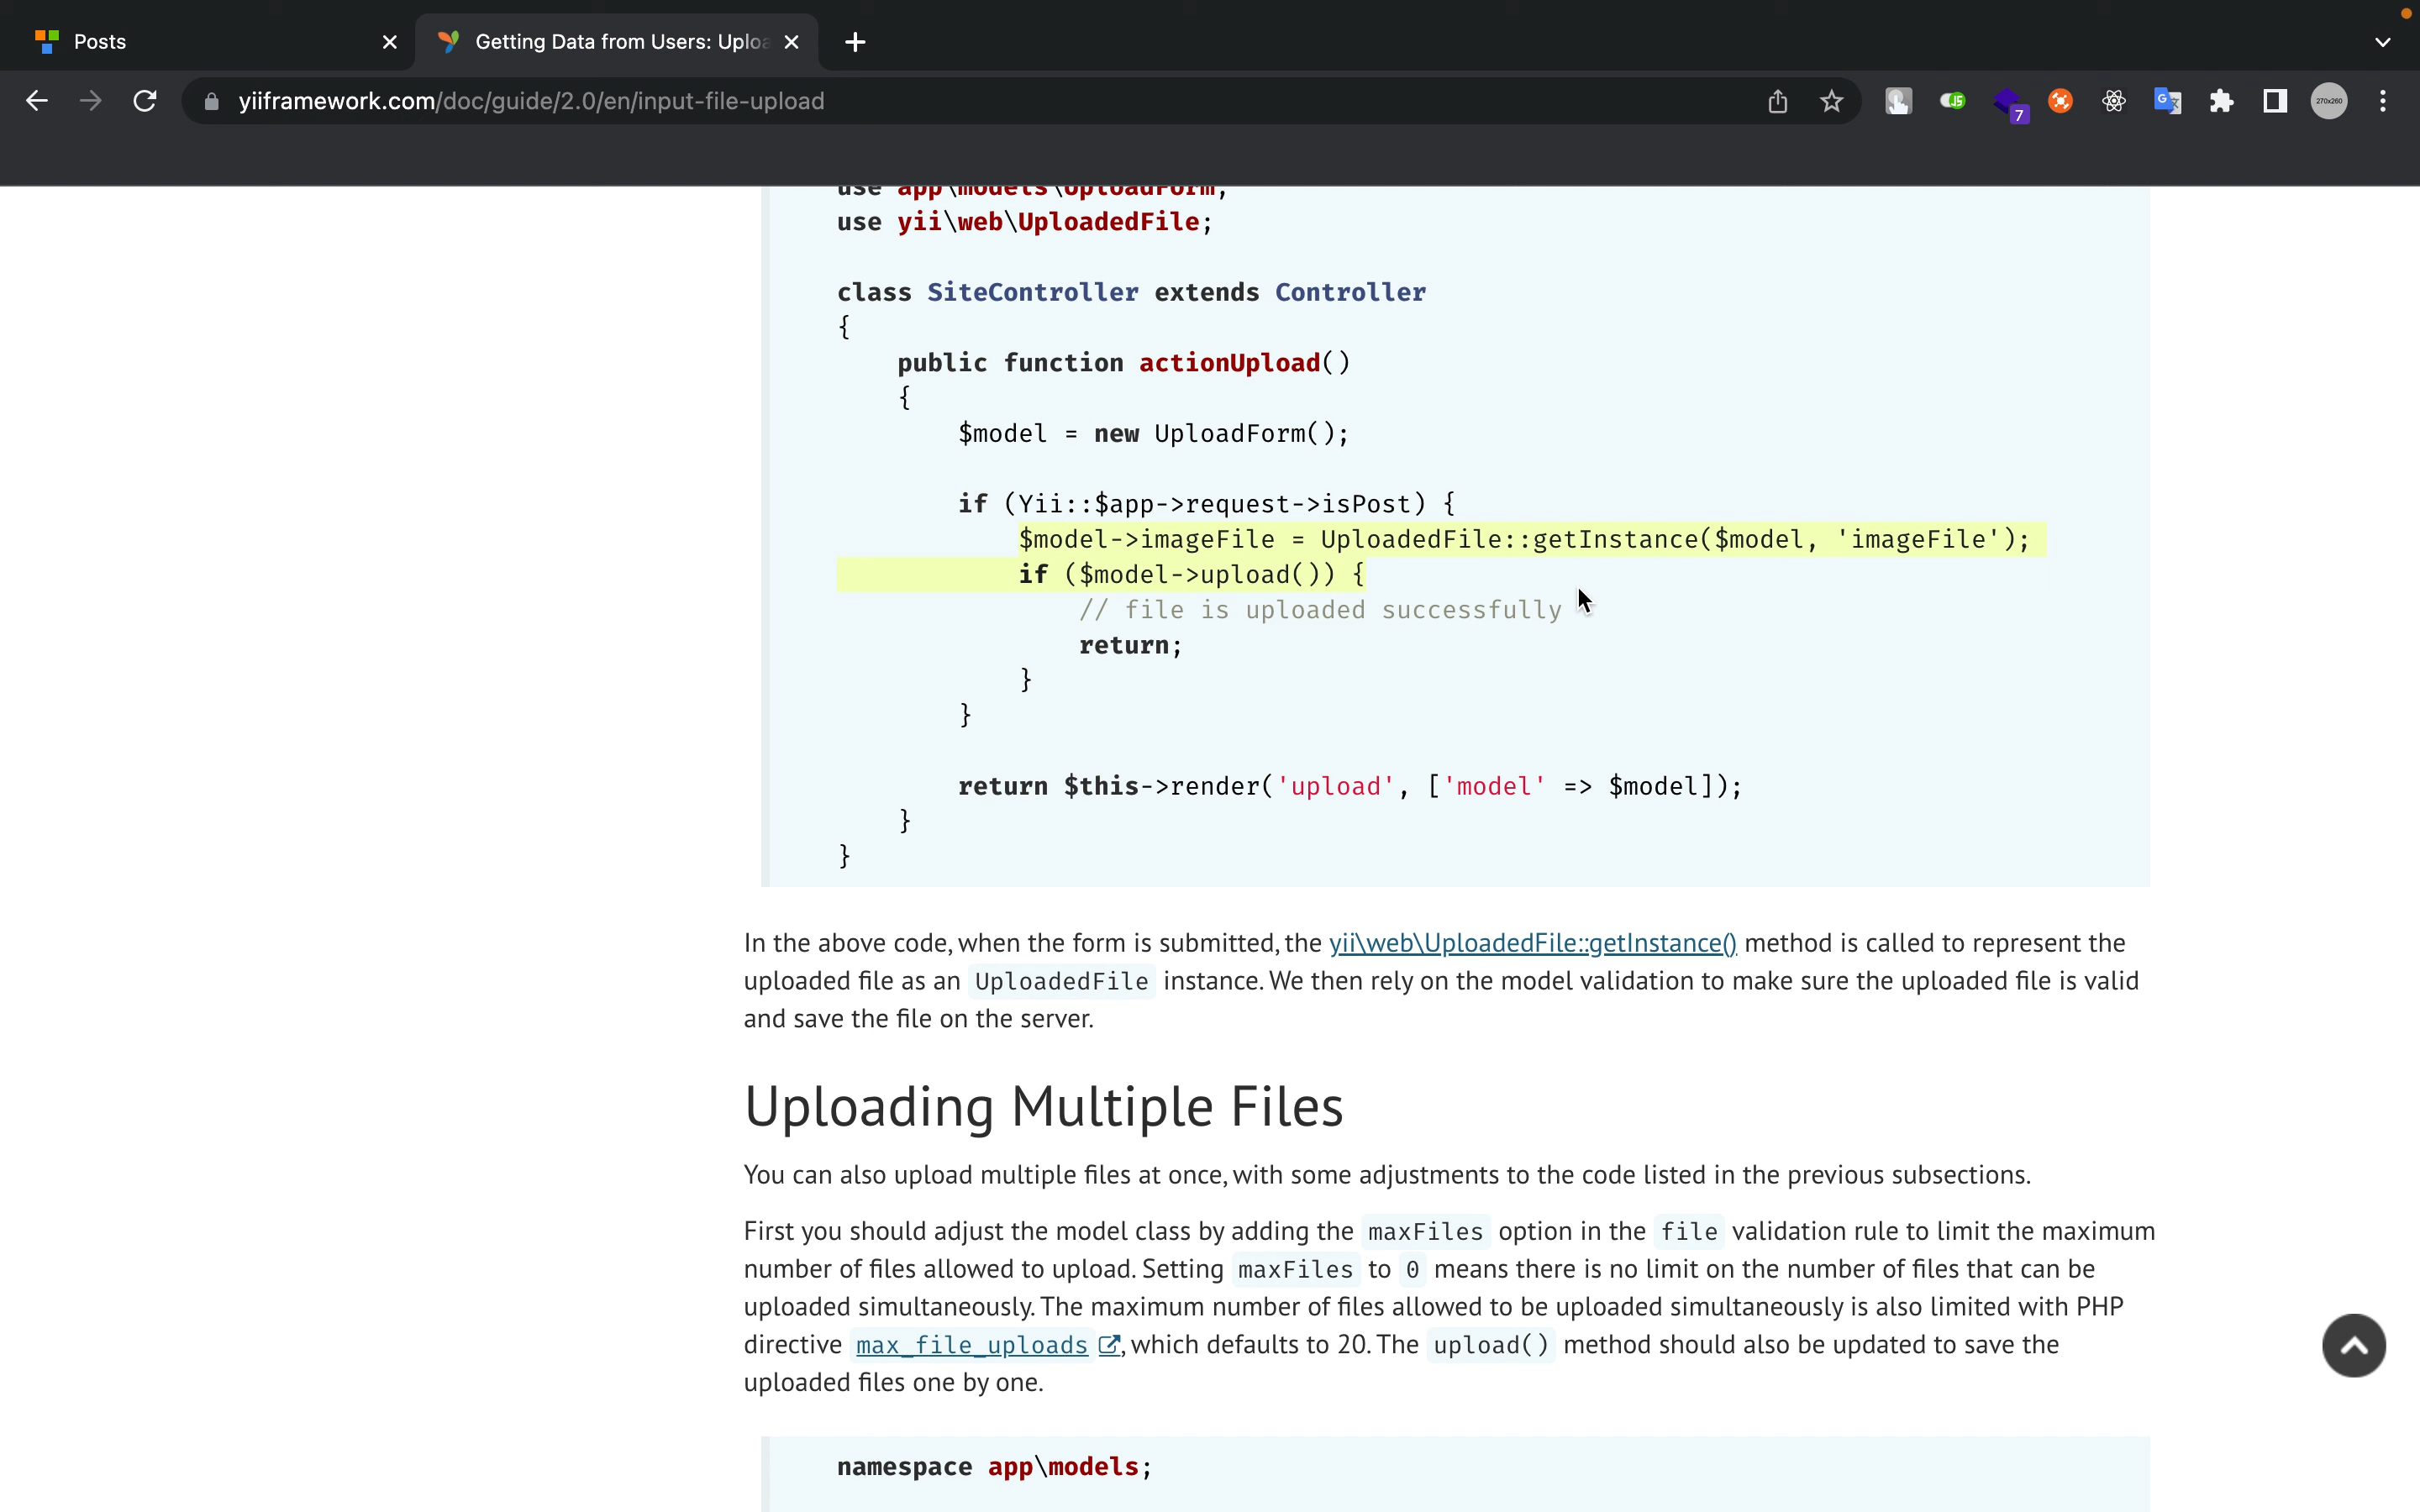 Posts
Getting Data from Users: Uploa
yiiframework.com/doc/guide/2.0/en/input-file-upload
7
270x260
use app\models\UploadForm;
use yii\web\UploadedFile;
class SiteController extends Controller
{
public function actionUpload()
{
$model = new UploadForm();
if (Yii::$app->request->isPost) {
$model->imageFile = UploadedFile::getInstance($model, 'imageFile');
if ($model->upload()) {
// file is uploaded successfully
return;
}
}
return $this->render('upload', ['model' => $model]);
}
}
In the above code, when the form is submitted, the yii\web\UploadedFile::getInstance() method is called to represent the
uploaded file as an UploadedFile instance. We then rely on the model validation to make sure the uploaded file is valid
and save the file on the server.
Uploading Multiple Files
You can also upload multiple files at once, with some adjustments to the code listed in the previous subsections.
First you should adjust the model class by adding the maxFiles option in the file validation rule to limit the maximum
number of files allowed to upload. Setting maxFiles to 0 means there is no limit on the number of files that can be
uploaded simultaneously. The maximum number of files allowed to be uploaded simultaneously is also limited with PHP
directive max_file_uploads, which defaults to 20. The upload() method should also be updated to save the
uploaded files one by one.
namespace app\models;